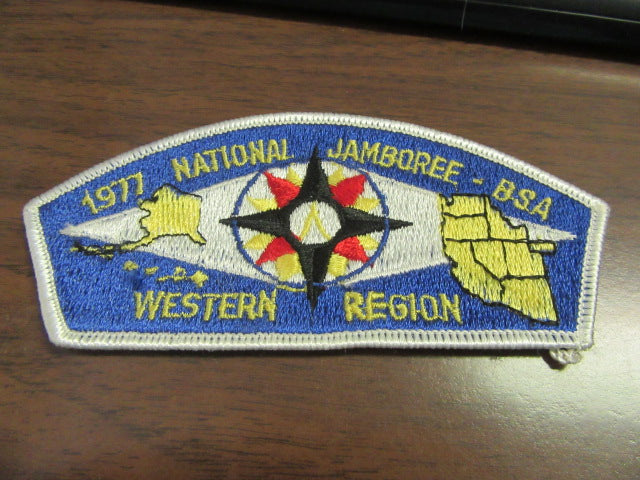 1977 NATIONAL JAMBOREE - BSA
WESTERN REGION